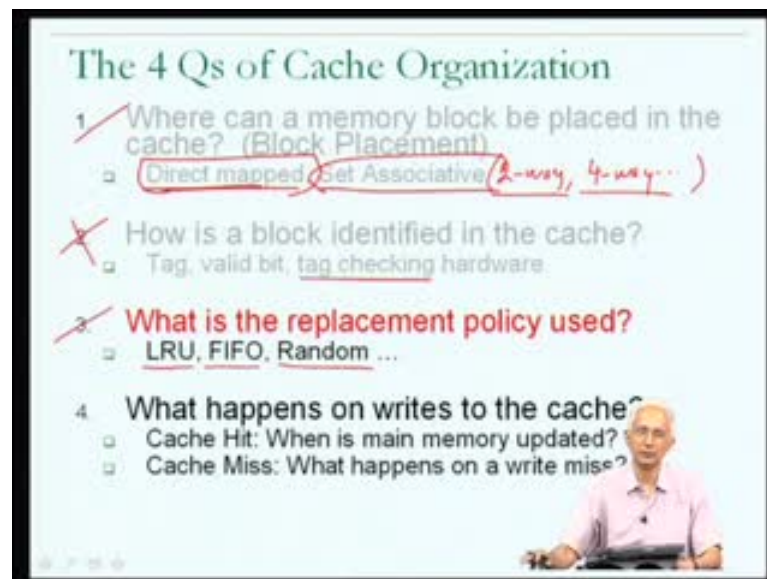 The 4 Qs of Cache Organization
1. Where can a memory block be placed in the
cache? (Block Placement)
Direct mapped, Set Associative (2-way, 4-way... )
2. How is a block identified in the cache?
Tag, valid bit, tag checking hardware
3. What is the replacement policy used?
LRU, FIFO, Random ...
4. What happens on writes to the cache?
Cache Hit: When is main memory updated?
Cache Miss: What happens on a write miss?